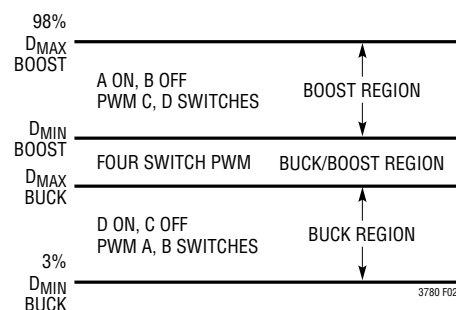 98%
DMAX
BOOST
A ON, B OFF
PWM C, D SWITCHES
BOOST REGION
DMIN
BOOST
FOUR SWITCH PWM
BUCK/BOOST REGION
DMAX
BUCK
D ON, C OFF
PWM A, B SWITCHES
BUCK REGION
3%
DMIN
BUCK
3780 F02